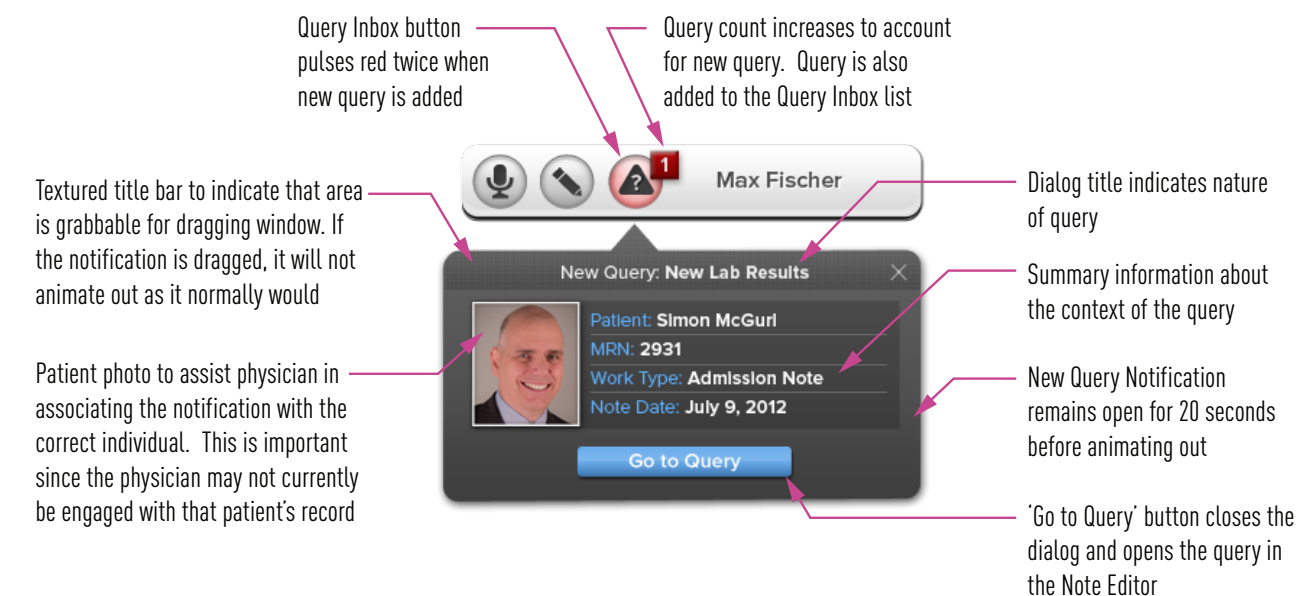 Query Inbox button
pulses red twice when
new query is added
Query count increases to account
for new query.  Query is also
added to the Query Inbox list
?
1
Max Fischer
Textured title bar to indicate that area
is grabbable for dragging window. If
the notification is dragged, it will not
animate out as it normally would
Patient photo to assist physician in
associating the notification with the
correct individual.  This is important
since the physician may not currently
be engaged with that patient's record
New Query: New Lab Results
Patient: Simon McGurl
MRN: 2931
Work Type: Admission Note
Note Date: July 9, 2012
Go to Query
Dialog title indicates nature
of query
Summary information about
the context of the query
New Query Notification
remains open for 20 seconds
before animating out
'Go to Query' button closes the
dialog and opens the query in
the Note Editor